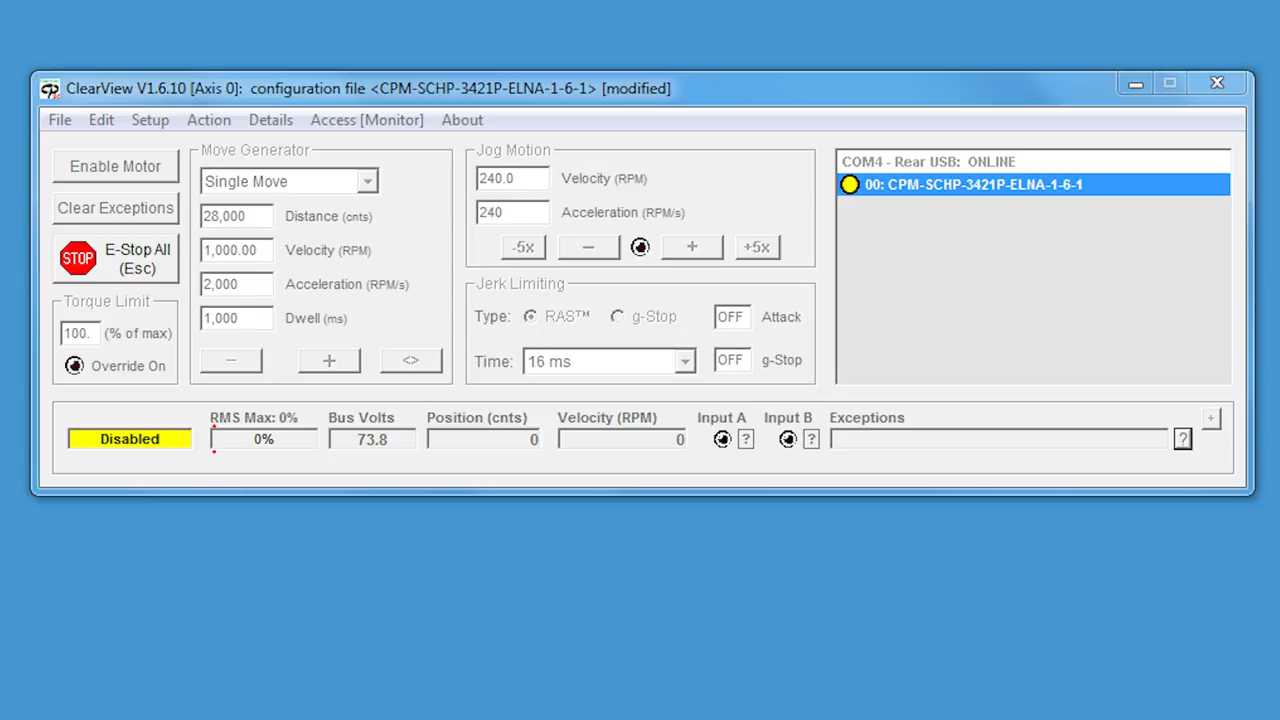 ClearView V1.6.10 [Axis 0]: configuration file <CPM-SCHP-3421P-ELNA-1-6-1> [modified]
File Edit Setup Action Details Access [Monitor] About
Enable Motor
Clear Exceptions
STOP
E-Stop All
(Esc)
Torque Limit
100. (% of max)
Override On
Move Generator
Single Move
28,000 Distance (cnts)
1,000.00 Velocity (RPM)
2,000 Acceleration (RPM/s)
1,000 Dwell (ms)
− + <>
Jog Motion
240.0 Velocity (RPM)
240 Acceleration (RPM/s)
-5x − + +5x
Jerk Limiting
Type: RAS™ g-Stop OFF Attack
Time: 16 ms OFF g-Stop
COM4 - Rear USB: ONLINE
00: CPM-SCHP-3421P-ELNA-1-6-1
RMS Max: 0% Bus Volts Position (cnts) Velocity (RPM) Input A Input B Exceptions +
Disabled 0% 73.8 0 0 ? ? ?